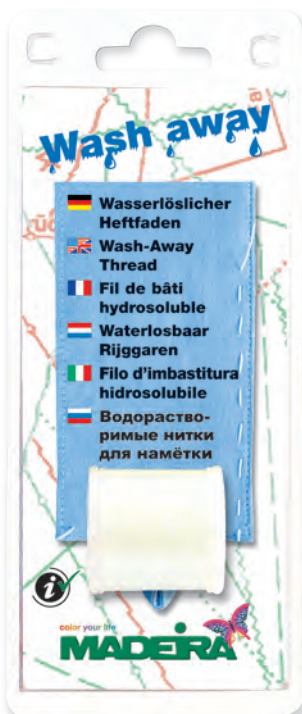 Wash away
Wasserlöslicher
Heftfaden
Wash-Away
Thread
Fil de bâti
hydrosoluble
Waterlosbaar
Rijggaren
Filo d'imbastitura
hidrosolubile
Водораство-
римые нитки
для намётки
color your life
MADEIRA